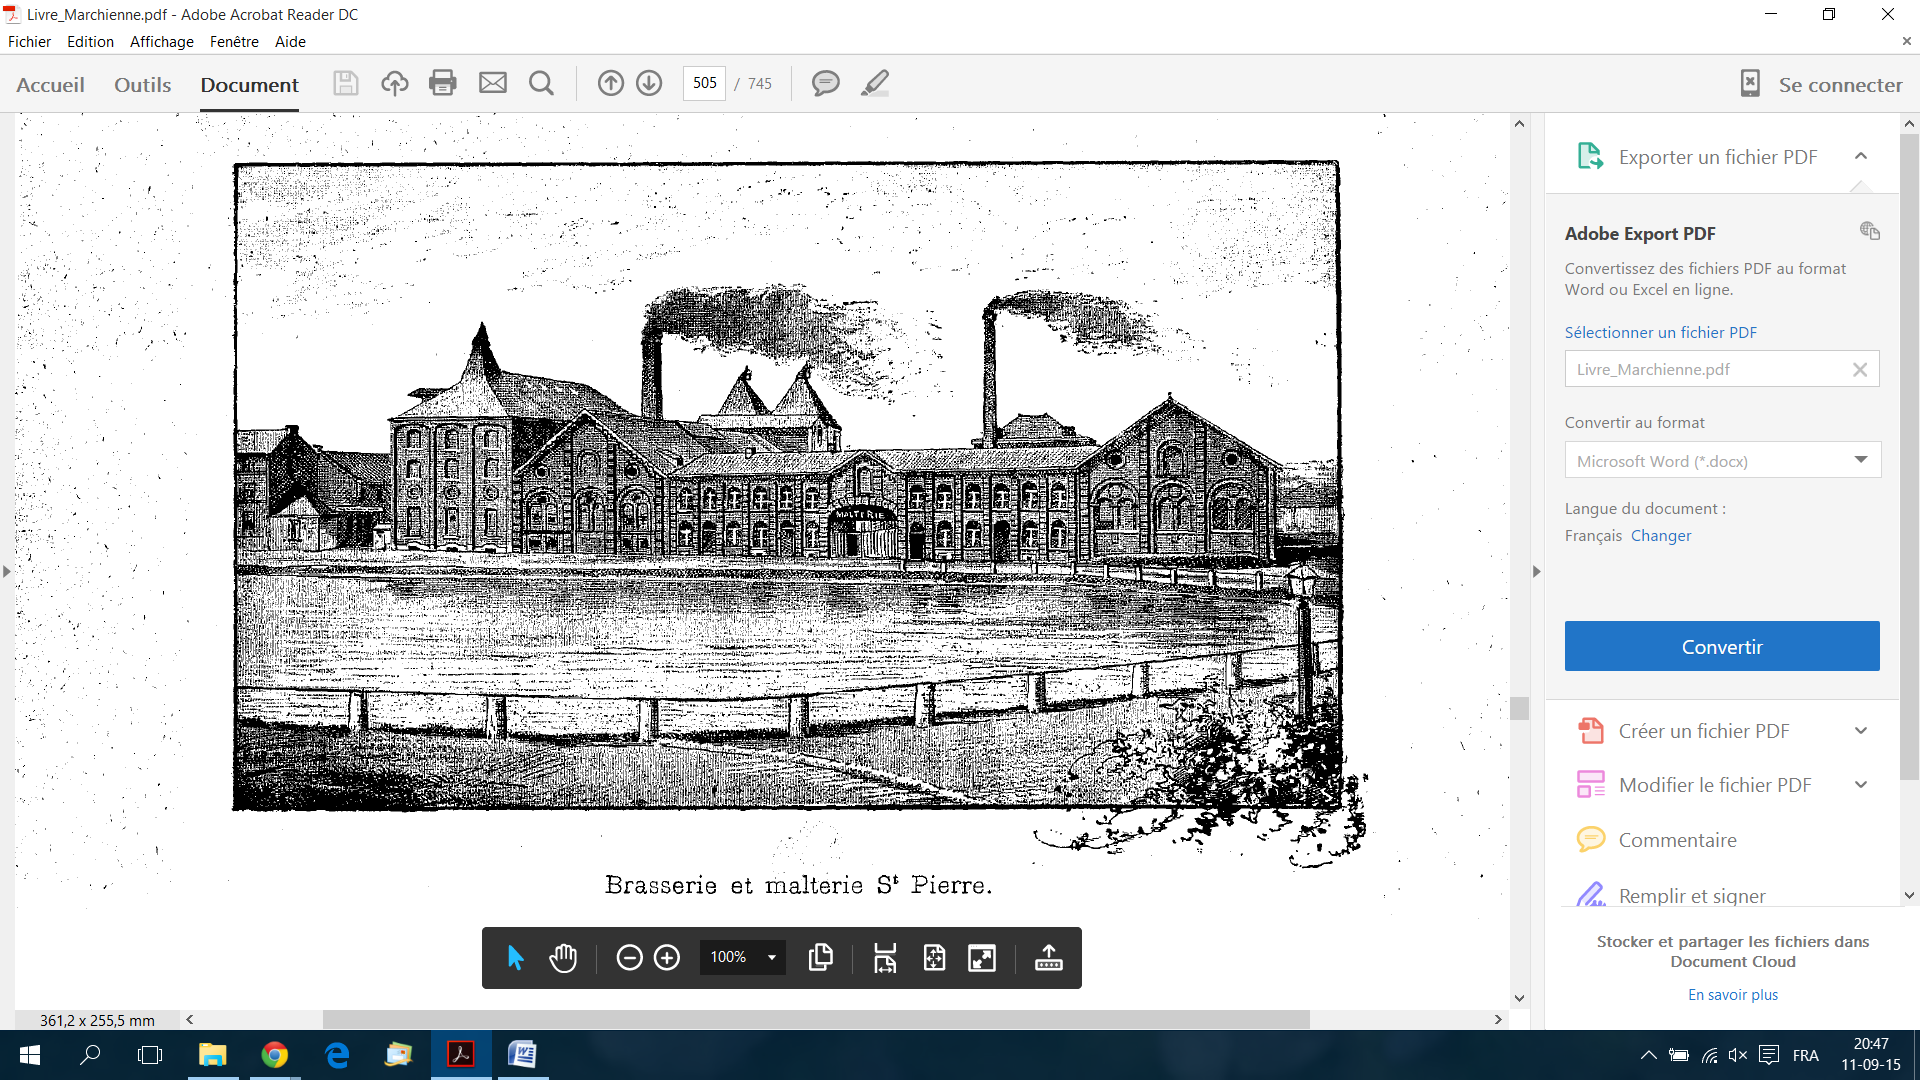 Livre_Marchienne.pdf - Adobe Acrobat Reader DC
Fichier Edition Affichage Fenêtre Aide
Accueil Outils Document 505 / 745 Se connecter
Exporter un fichier PDF
Adobe Export PDF
Convertissez des fichiers PDF au format
Word ou Excel en ligne.
Sélectionner un fichier PDF
Livre_Marchienne.pdf
Convertir au format
Microsoft Word (*.docx)
Langue du document :
Français Changer
Convertir
Créer un fichier PDF
Modifier le fichier PDF
Commentaire
Remplir et signer
Stocker et partager les fichiers dans
Document Cloud
En savoir plus
MALTERIE
Brasserie et malterie Sᵗ Pierre.
100%
361,2 x 255,5 mm
FRA
20:47
11-09-15